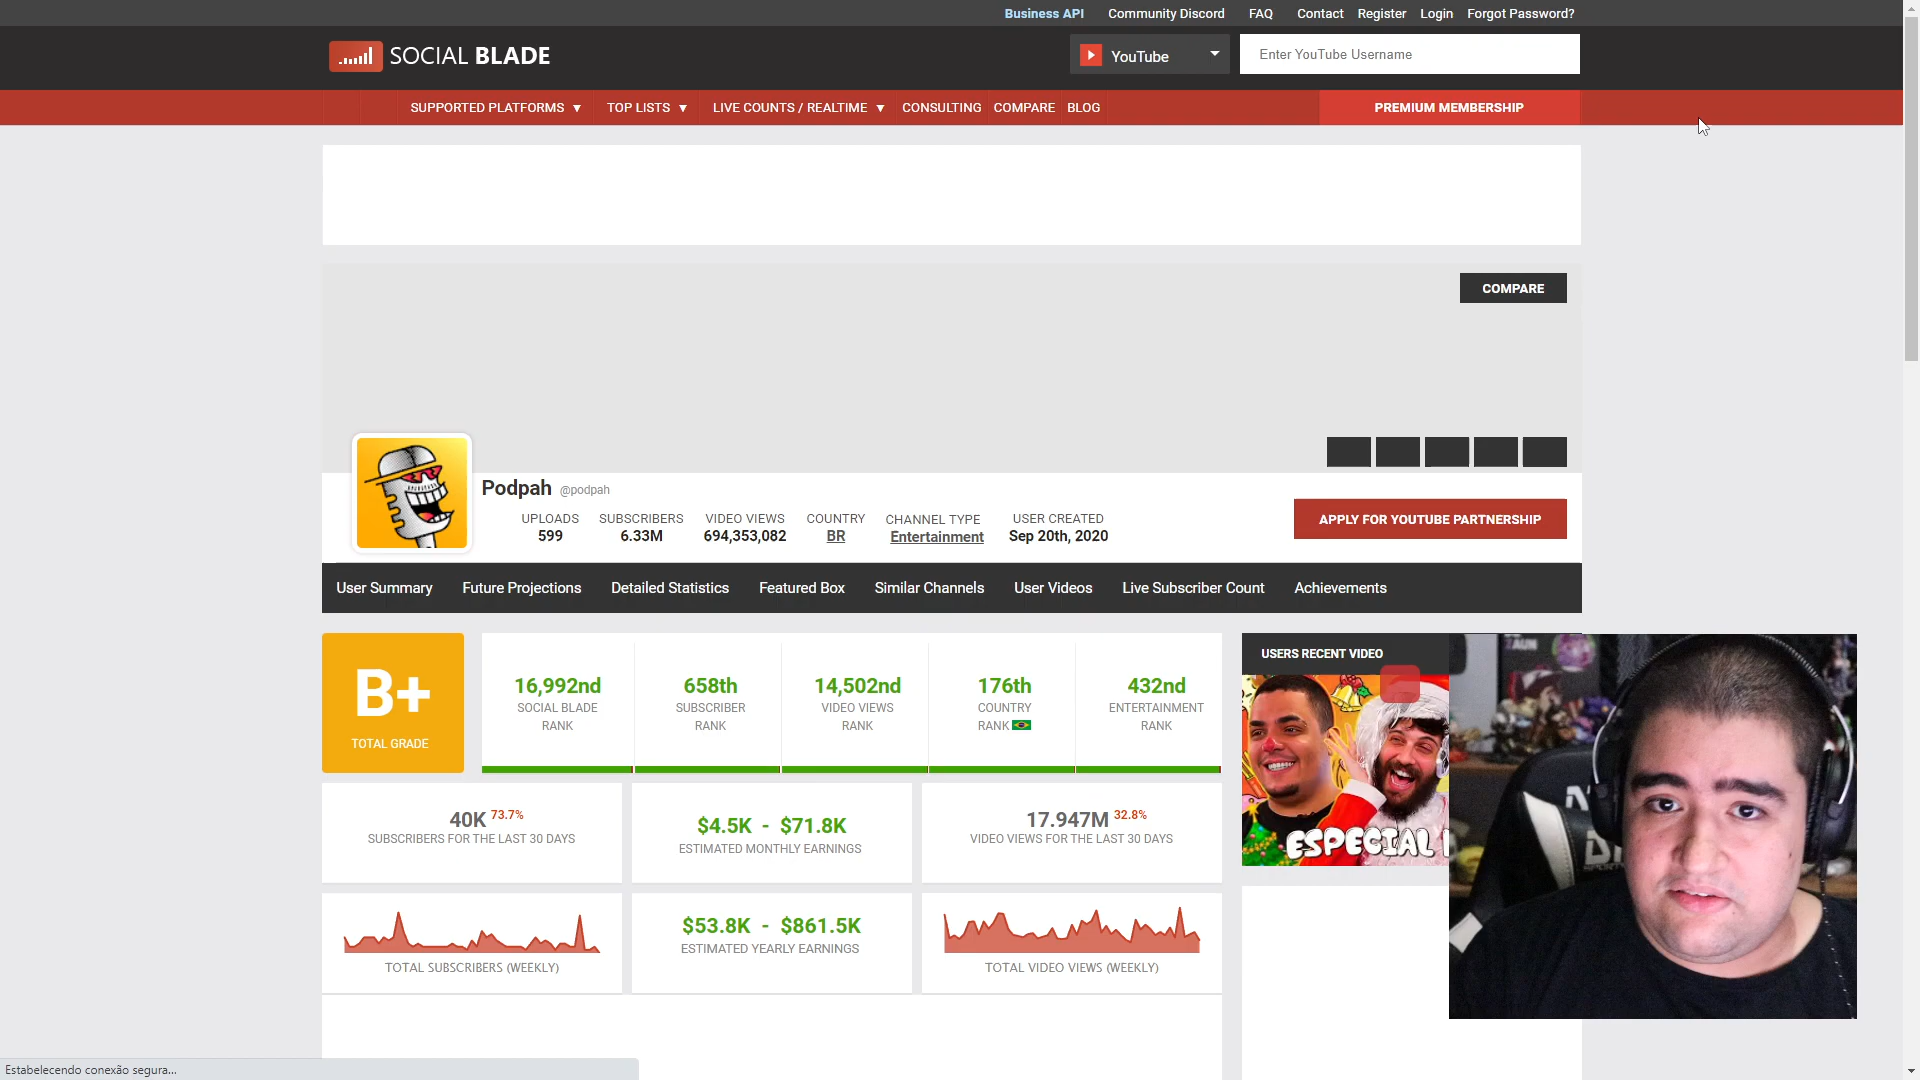 Business API Community Discord FAQ Contact Register Login Forgot Password?
SOCIAL BLADE
YouTube
Enter YouTube Username
SUPPORTED PLATFORMS ▼ TOP LISTS ▼ LIVE COUNTS / REALTIME ▼ CONSULTING COMPARE BLOG PREMIUM MEMBERSHIP
COMPARE
Podpah @podpah
UPLOADS SUBSCRIBERS VIDEO VIEWS COUNTRY CHANNEL TYPE USER CREATED
599 6.33M 694,353,082 BR Entertainment Sep 20th, 2020
APPLY FOR YOUTUBE PARTNERSHIP
User Summary Future Projections Detailed Statistics Featured Box Similar Channels User Videos Live Subscriber Count Achievements
B+
TOTAL GRADE
16,992nd
SOCIAL BLADE
RANK
658th
SUBSCRIBER
RANK
14,502nd
VIDEO VIEWS
RANK
176th
COUNTRY
RANK
432nd
ENTERTAINMENT
RANK
USERS RECENT VIDEO
ESPECIAL
40K 73.7%
SUBSCRIBERS FOR THE LAST 30 DAYS
$4.5K - $71.8K
ESTIMATED MONTHLY EARNINGS
17.947M 32.8%
VIDEO VIEWS FOR THE LAST 30 DAYS
TOTAL SUBSCRIBERS (WEEKLY)
$53.8K - $861.5K
ESTIMATED YEARLY EARNINGS
TOTAL VIDEO VIEWS (WEEKLY)
Estabelecendo conexão segura...